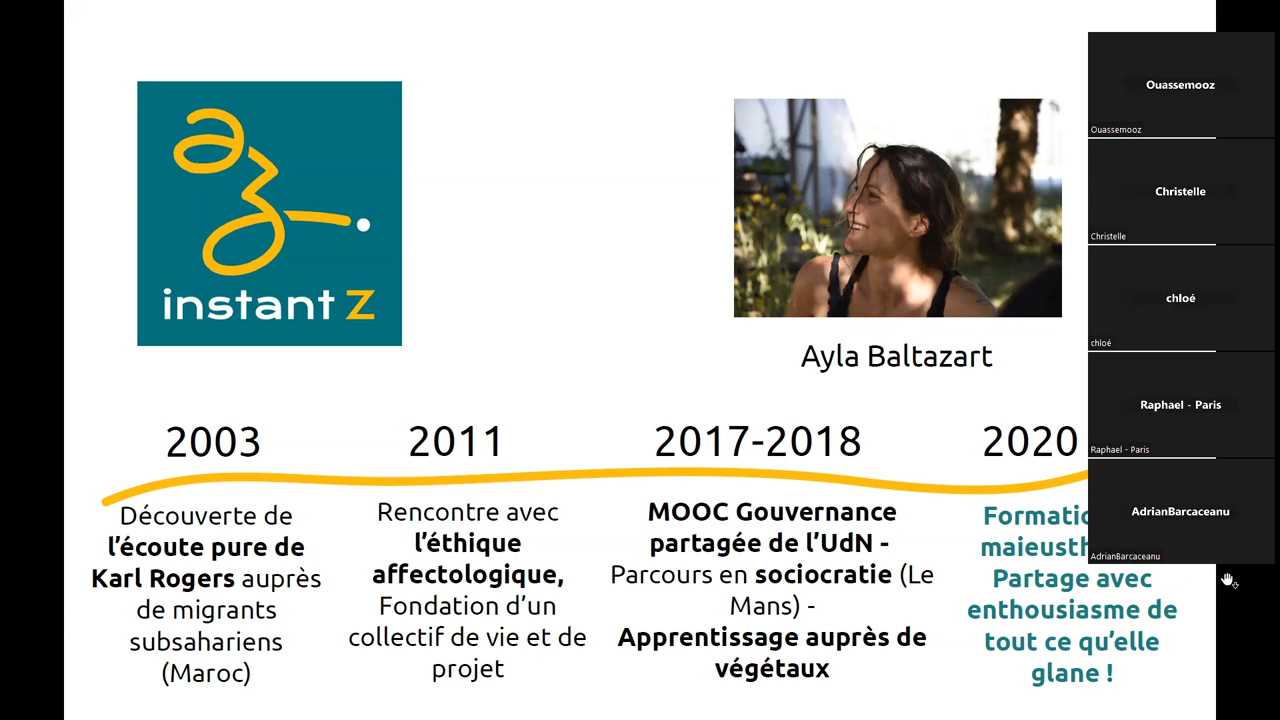 az.
instant Z
Ayla Baltazart
2003
2011
2017-2018
2020
Découverte de
l’écoute pure de
Karl Rogers auprès
de migrants
subsahariens
(Maroc)
Rencontre avec
l’éthique
affectologique,
Fondation d’un
collectif de vie et de
projet
MOOC Gouvernance
partagée de l’UdN -
Parcours en sociocratie (Le
Mans) -
Apprentissage auprès de
végétaux
Partage avec
enthousiasme de
tout ce qu’elle
glane !
Ouassemooz
Ouassemooz
Christelle
Christelle
chloé
chloé
Raphael - Paris
Raphael - Paris
AdrianBarcaceanu
AdrianBarcaceanu